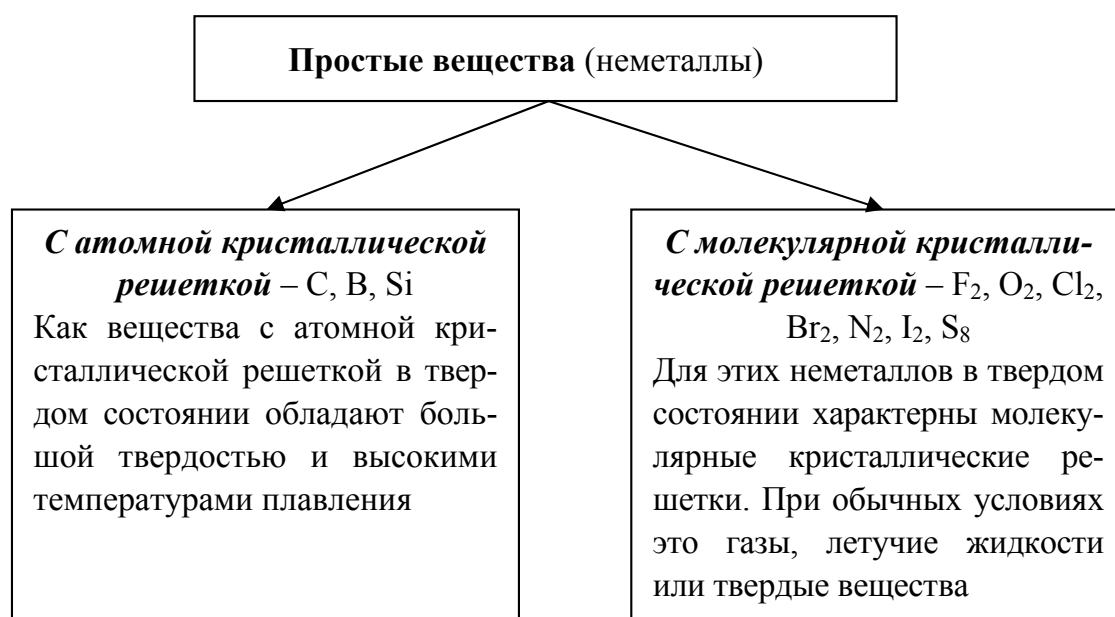 Простые вещества (неметаллы)
С атомной кристаллической
решеткой – C, B, Si
Как вещества с атомной кри-
сталлической решеткой в твер-
дом состоянии обладают боль-
шой твердостью и высокими
температурами плавления
С молекулярной кристалли-
ческой решеткой – F₂, O₂, Cl₂,
Br₂, N₂, I₂, S₈
Для этих неметаллов в твердом
состоянии характерны молеку-
лярные кристаллические ре-
шетки. При обычных условиях
это газы, летучие жидкости
или твердые вещества